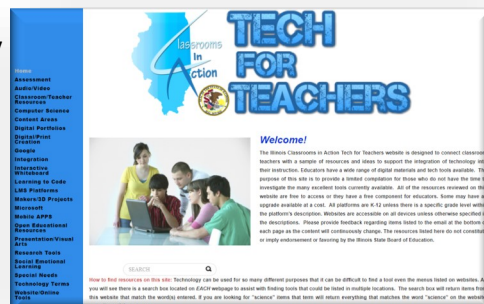 TECH
Classrooms
In
Action
FOR
TEACHERS
Home
Assessment
Audio/Video
Classroom/Teacher
Resources
Computer Science
Content Areas
Digital Portfolios
Digital/Print
Creation
Google
Integration
Interactive
Whiteboard
Learning to Code
LMS Platforms
Makers/3D Projects
Microsoft
Mobile APPS
Open Educational
Resources
Presentation/Visual
Arts
Research Tools
Social Emotional
Learning
Special Needs
Technology Terms
Website/Online
Tools
Welcome!
The Illinois Classrooms in Action Tech for Teachers website is designed to connect classroom
teachers with a sample of resources and ideas to support the integration of technology into
their instruction. Educators have a wide range of digital materials and tech tools available. The
purpose of this site is to provide a limited compilation for those who do not have the time to
investigate the many excellent tools currently available. All of the resources reviewed on this
website are free to access or they have a free component for educators. Some may have an
upgrade available at a cost. All platforms are K-12 unless there is a specific grade level within
the platform's description. Websites are accessible on all devices unless otherwise specified in
the descriptions. Please provide feedback regarding items listed to the email at the bottom of
each page as the content will continuously change. The resources listed here do not constitute
or imply endorsement or favoring by the Illinois State Board of Education.
SEARCH
How to find resources on this site: Technology can be used for so many different purposes that it can be difficult to find a tool even the menus listed on websites. As
you will see there is a search box located on EACH webpage to assist with finding tools that could be listed in multiple locations. The search box will return items from
this website that match the word(s) entered. If you are looking for "science" items that term will return everything that matches the word "science" on the website